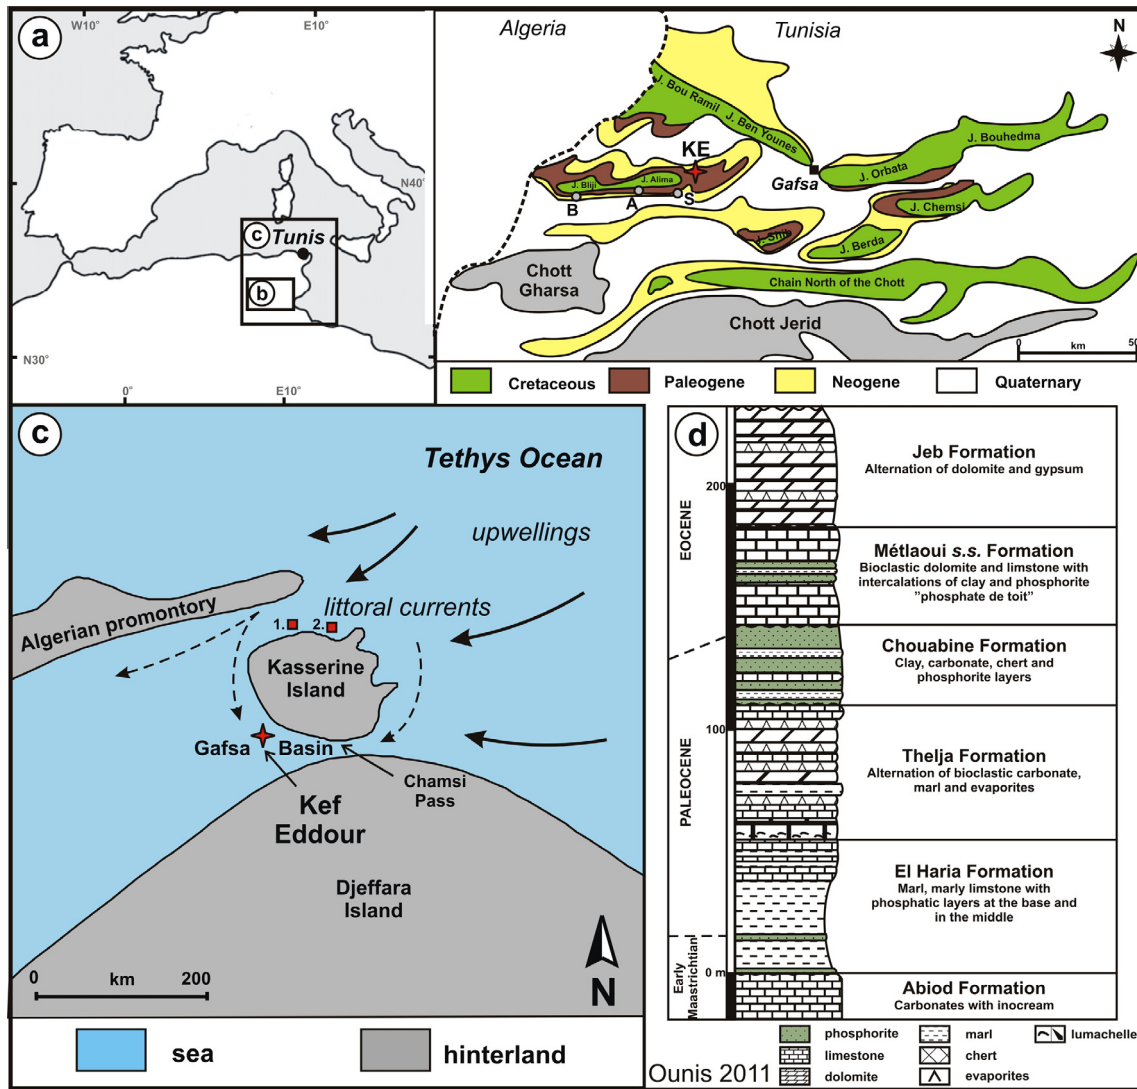 a
W10°
E10°
N40°
c
Tunis
b
N30°
0°
E10°
Algeria
Tunisia
N
J. Bou Ramil
J. Ben Younes
J. Bouhedma
KE
Gafsa
J. Orbata
J. Bliji
J. Alima
B
A
S
J. Chemsi
J. Berda
Chott
Gharsa
Chain North of the Chott
Chott Jerid
km
0
50
Cretaceous
Paleogene
Neogene
Quaternary
c
Tethys Ocean
upwellings
littoral currents
Algerian promontory
1.
2.
Kasserine
Island
Gafsa
Basin
Chamsi
Pass
Kef
Eddour
Djeffara
Island
0
km
200
N
sea
hinterland
d
EOCENE
PALEOCENE
Early
Maastrichtian
200
100
0 m
Jeb Formation
Alternation of dolomite and gypsum
Métlaoui s.s. Formation
Bioclastic dolomite and limstone with
intercalations of clay and phosphorite
”phosphate de toit”
Chouabine Formation
Clay, carbonate, chert and
phosphorite layers
Thelja Formation
Alternation of bioclastic carbonate,
marl and evaporites
El Haria Formation
Marl, marly limstone with
phosphatic layers at the base and
in the middle
Abiod Formation
Carbonates with inocream
phosphorite
marl
lumachelle
limestone
chert
dolomite
evaporites
Ounis 2011